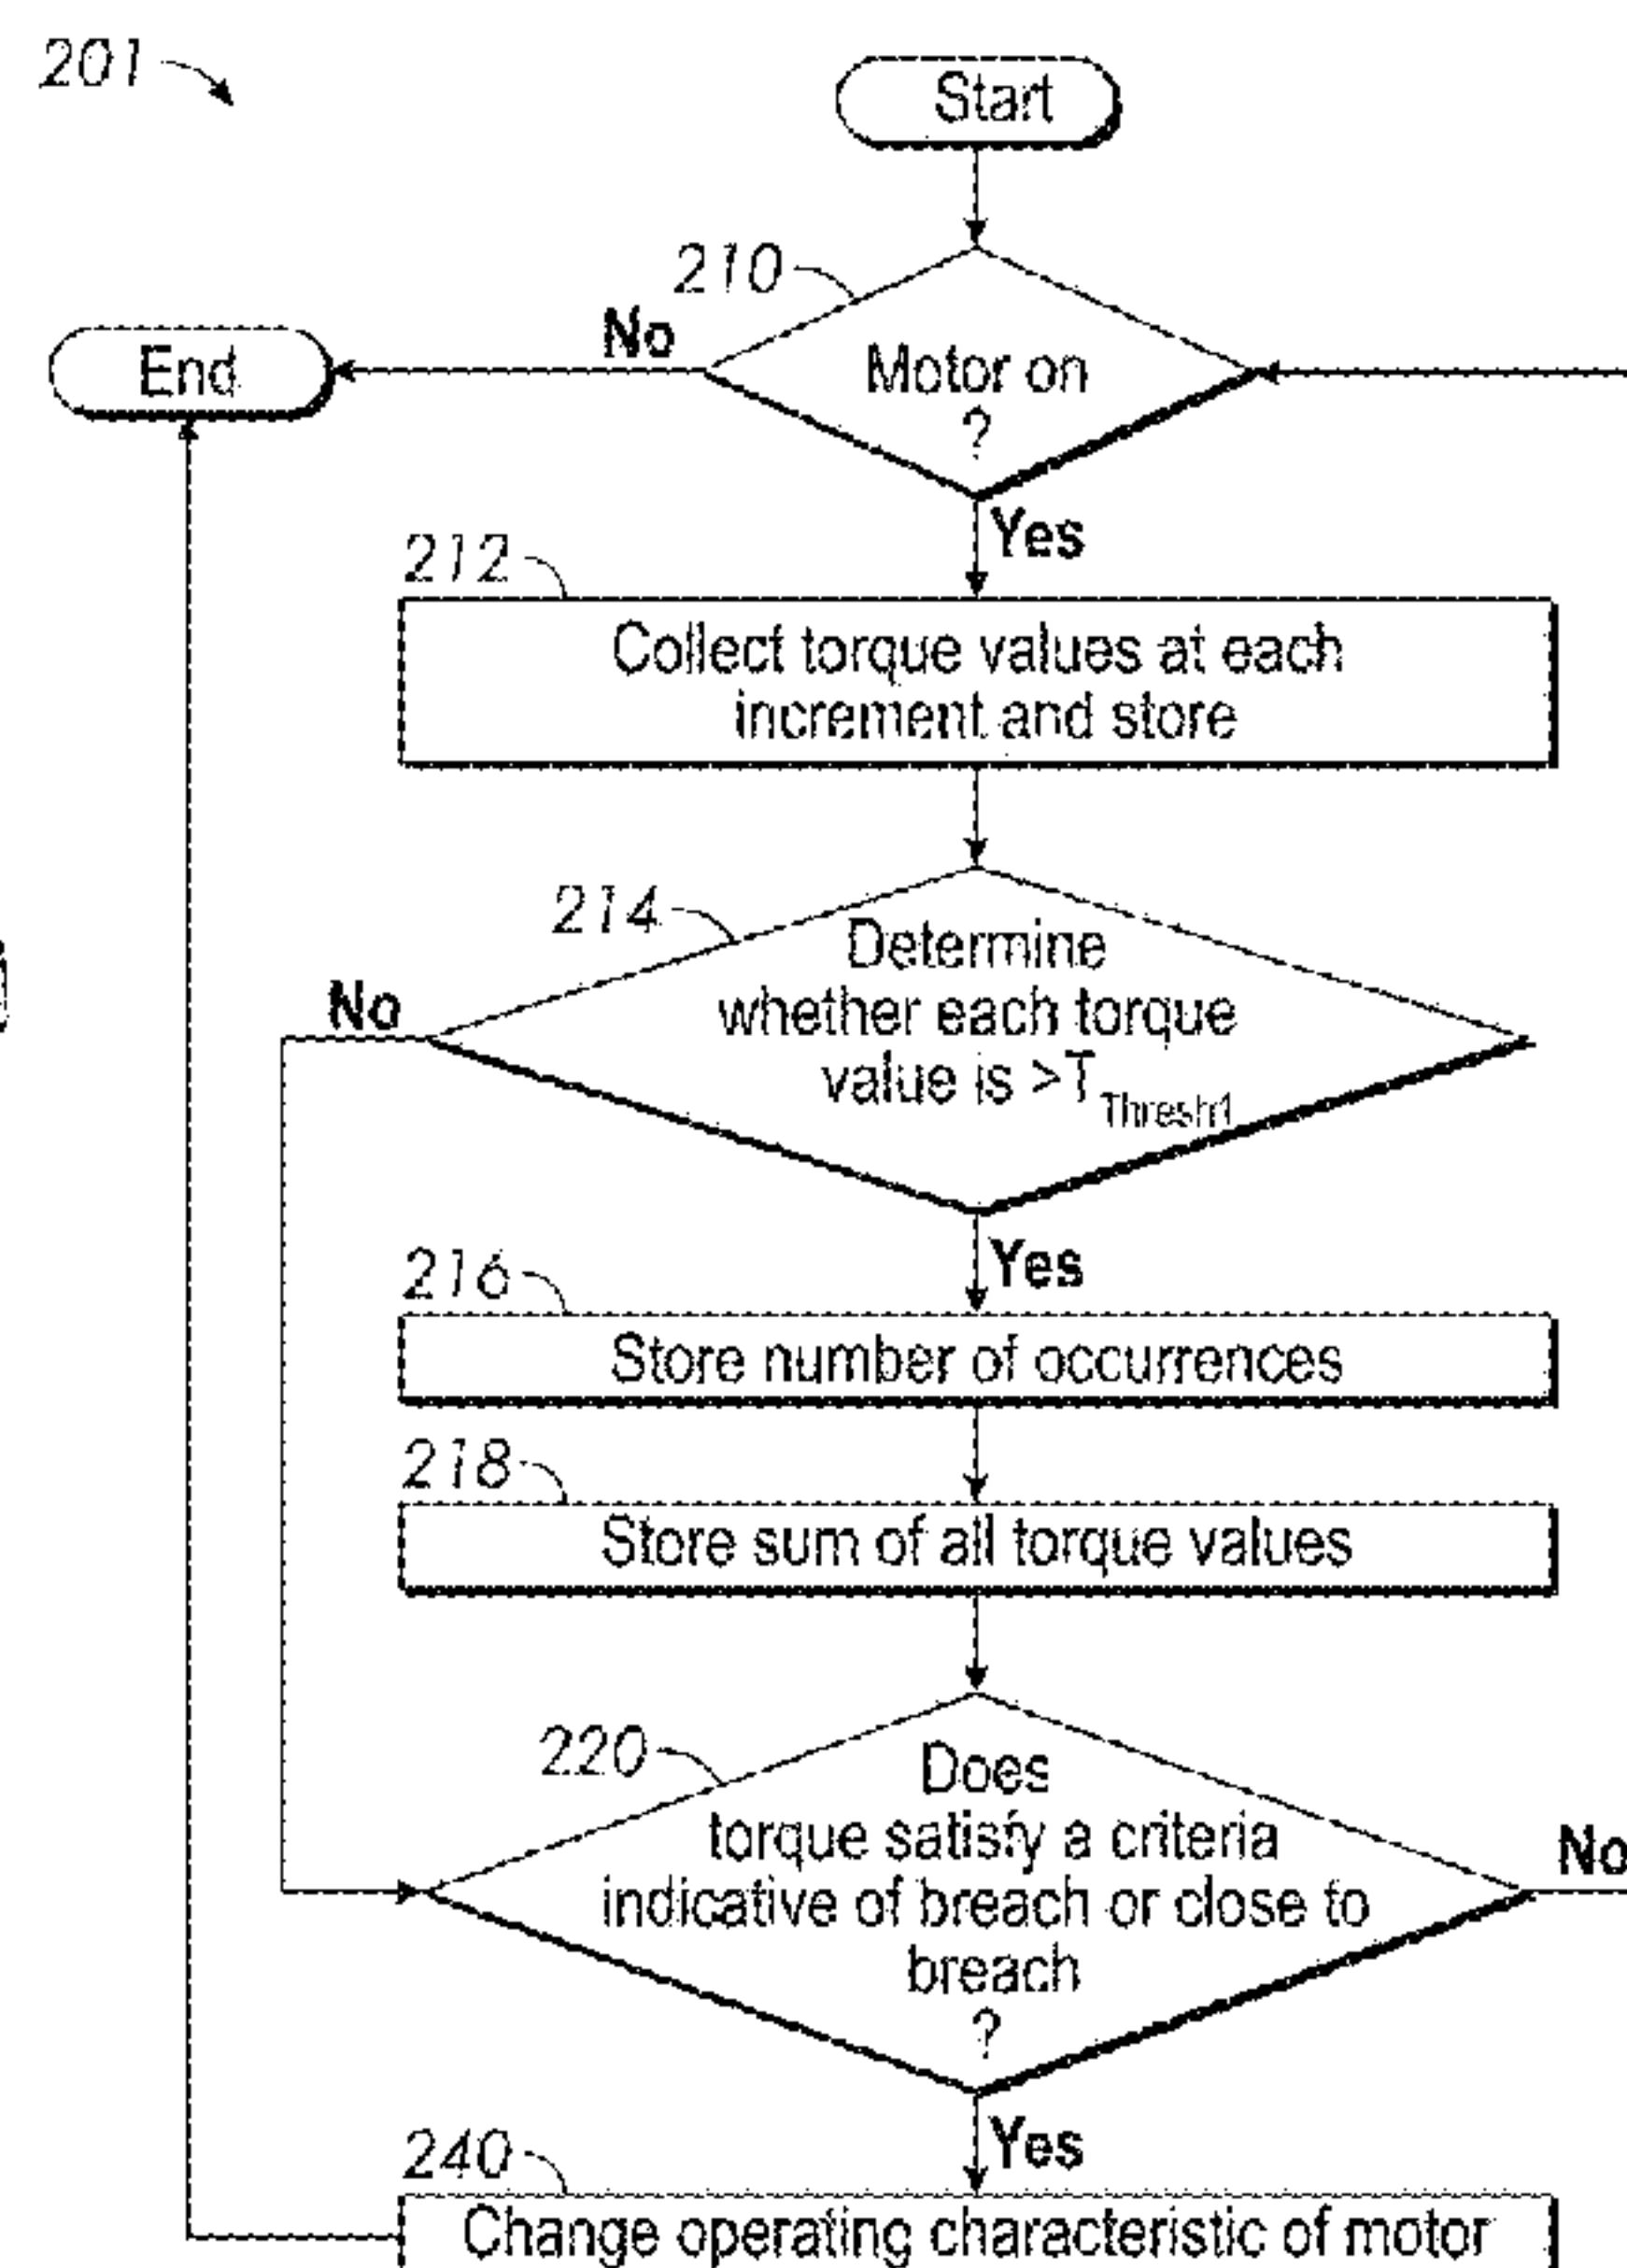 201
Start
210
No
End
Motor on
?
Yes
212
Collect torque values at each
increment and store
214
Determine
No
whether each torque
value is >T Thresh1
Yes
216
Store number of occurrences
218
Store sum of all torque values
220
Does
torque satisfy a criteria
No
indicative of breach or close to
breach
?
Yes
240
Change operating characteristic of motor